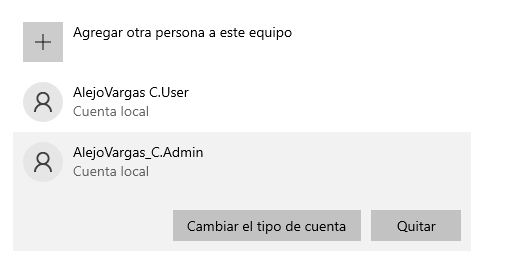 Agregar otra persona a este equipo
AlejoVargas C.User
Cuenta local
AlejoVargas_C.Admin
Cuenta local
Cambiar el tipo de cuenta
Quitar